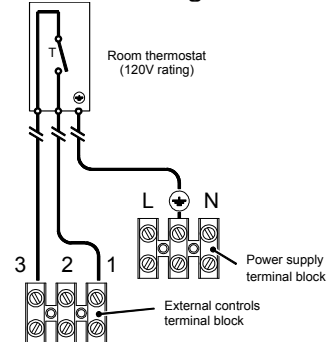 T
Room thermostat
(120V rating)
L
N
3 2 1
Power supply
terminal block
External controls
terminal block